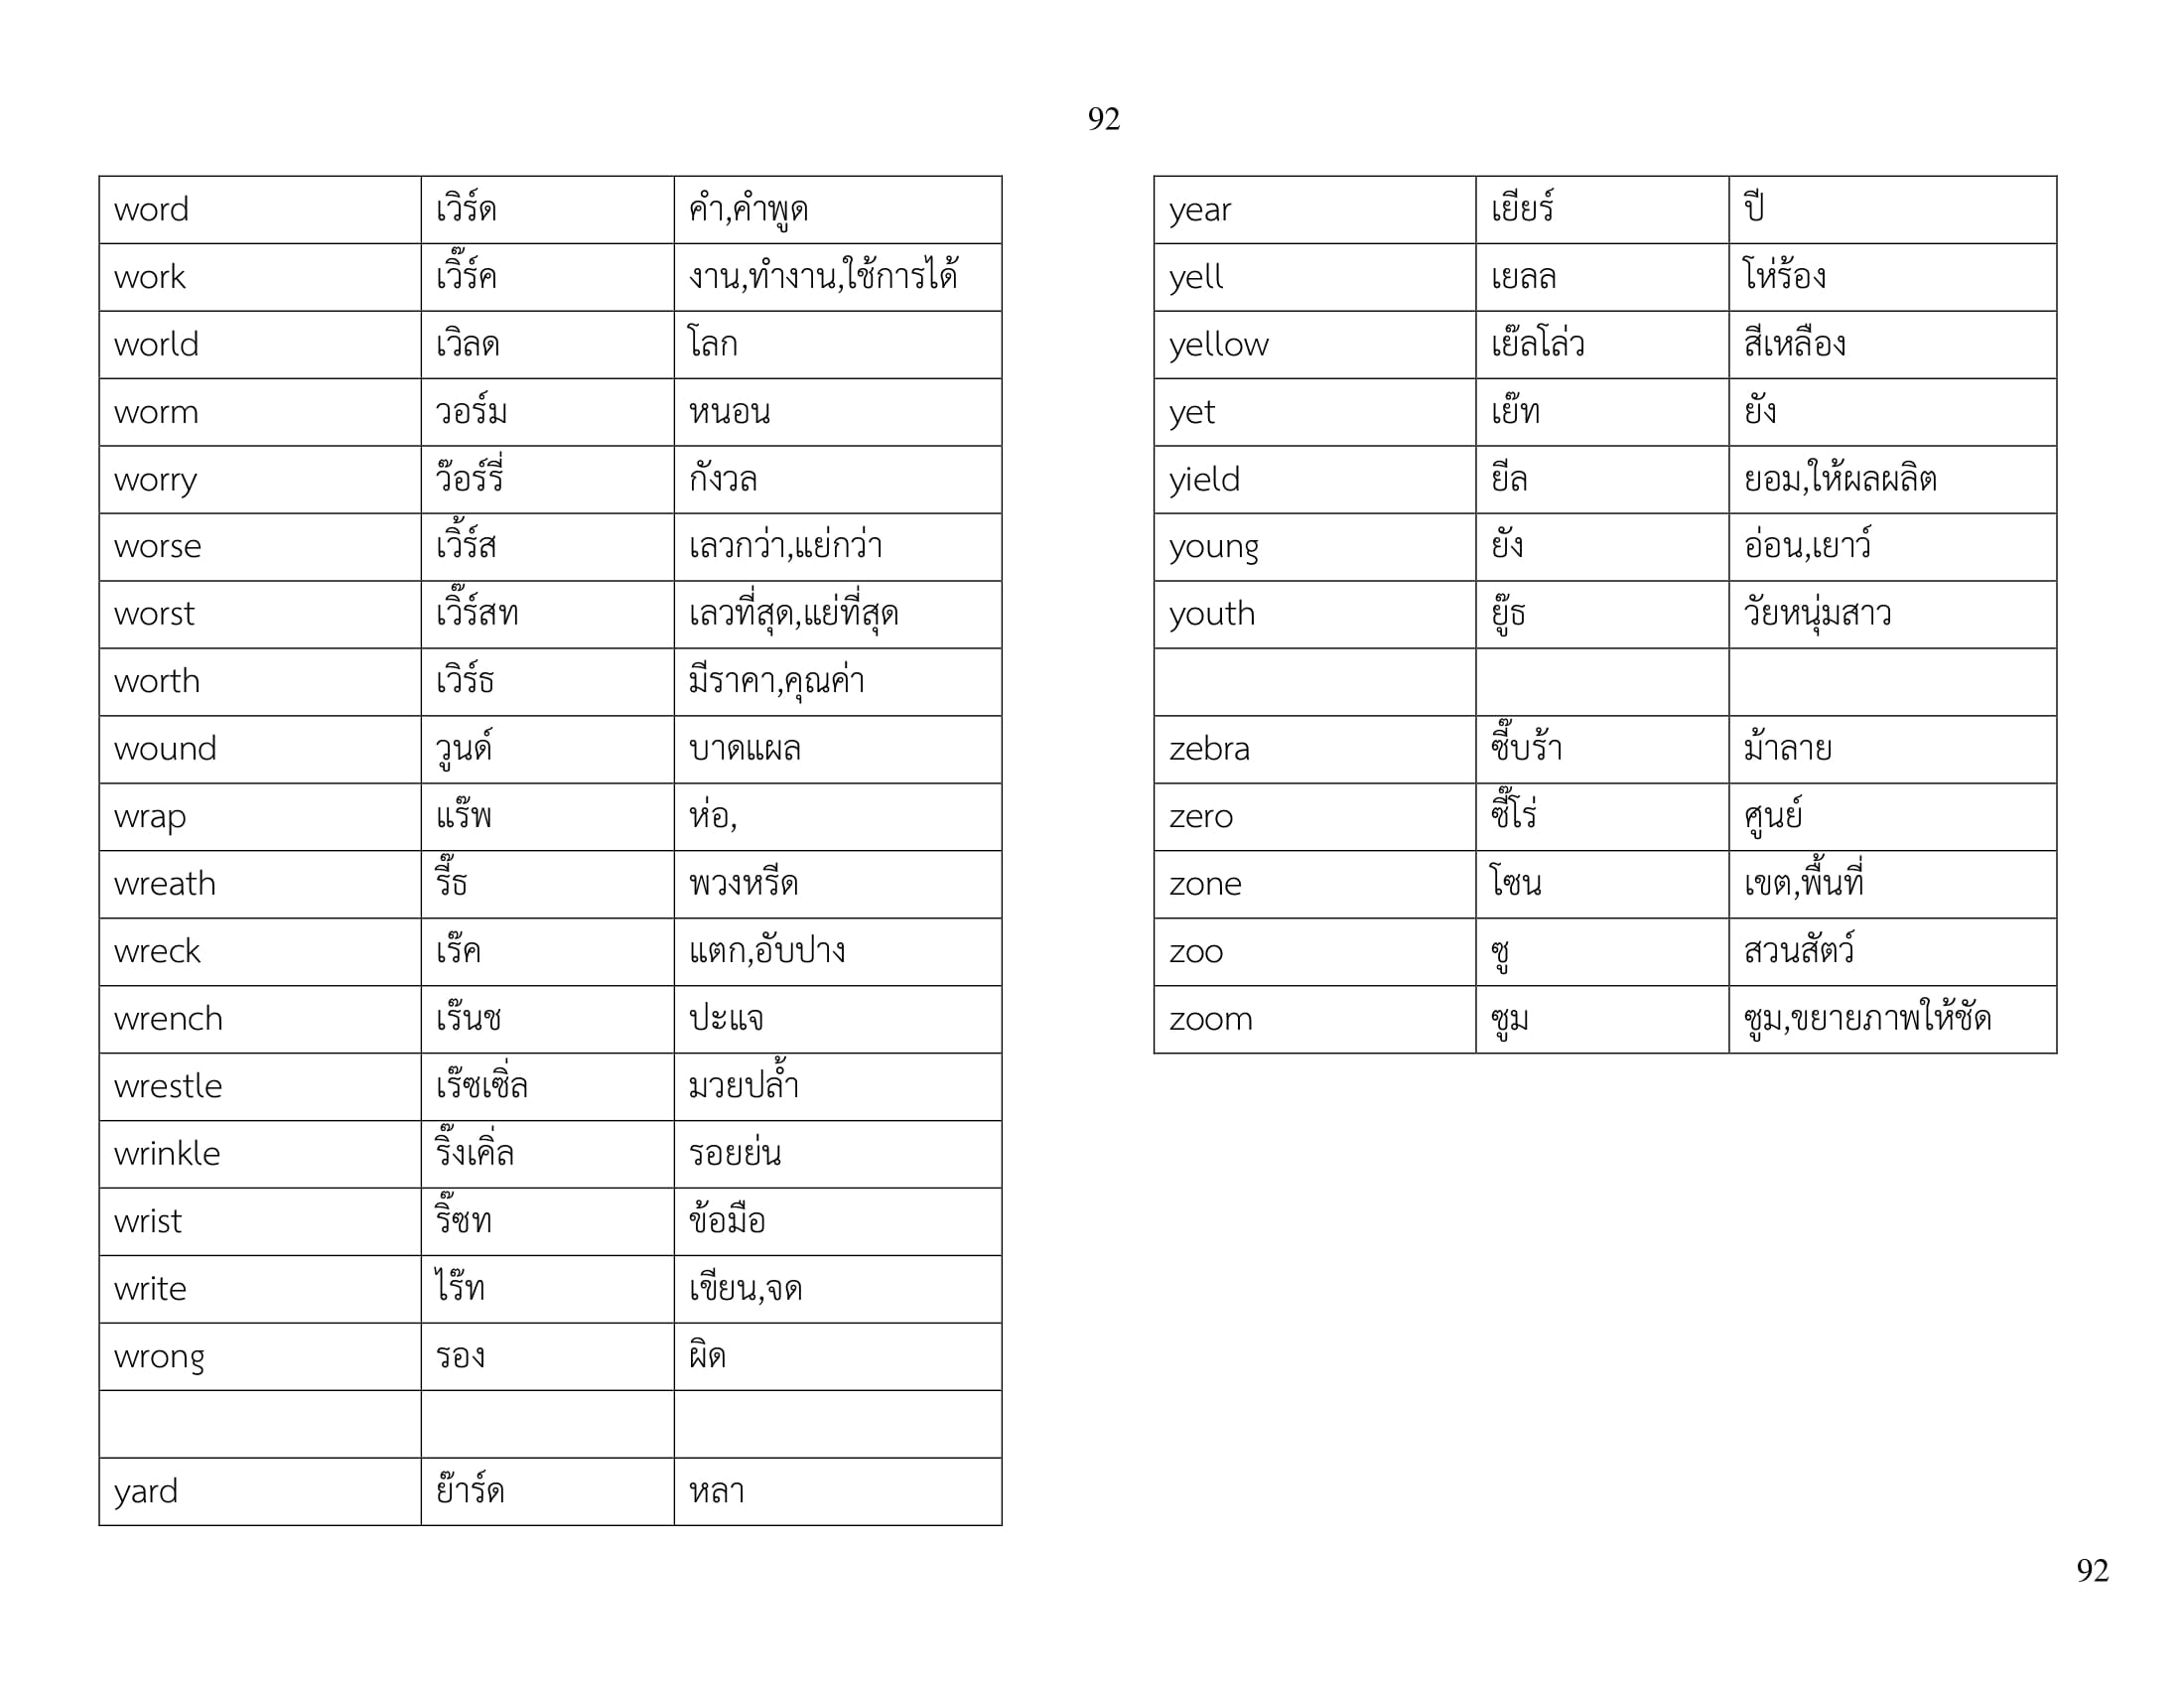 92
word เวิร์ด คำ,คำพูด
work เวิ๊ร์ค งาน,ทำงาน,ใช้การได้
world เวิลด โลก
worm วอร์ม หนอน
worry ว๊อร์รี่ กังวล
worse เวิ้ร์ส เลวกว่า,แย่กว่า
worst เวิ๊ร์สท เลวที่สุด,แย่ที่สุด
worth เวิร์ธ มีราคา,คุณค่า
wound วูนด์ บาดแผล
wrap แร๊พ ห่อ,
wreath รี๊ธ พวงหรีด
wreck เร๊ค แตก,อับปาง
wrench เร๊นช ปะแจ
wrestle เร๊ซเซิ่ล มวยปล้ำ
wrinkle ริ๊งเคิ่ล รอยย่น
wrist ริ๊ซท ข้อมือ
write ไร๊ท เขียน,จด
wrong รอง ผิด
yard ย๊าร์ด หลา
year เยียร์ ปี
yell เยลล โห่ร้อง
yellow เย๊ลโล่ว สีเหลือง
yet เย๊ท ยัง
yield ยีล ยอม,ให้ผลผลิต
young ยัง อ่อน,เยาว์
youth ยู๊ธ วัยหนุ่มสาว
zebra ซี๊บร้า ม้าลาย
zero ซี๊โร่ ศูนย์
zone โซน เขต,พื้นที่
zoo ซู สวนสัตว์
zoom ซูม ซูม,ขยายภาพให้ชัด
92